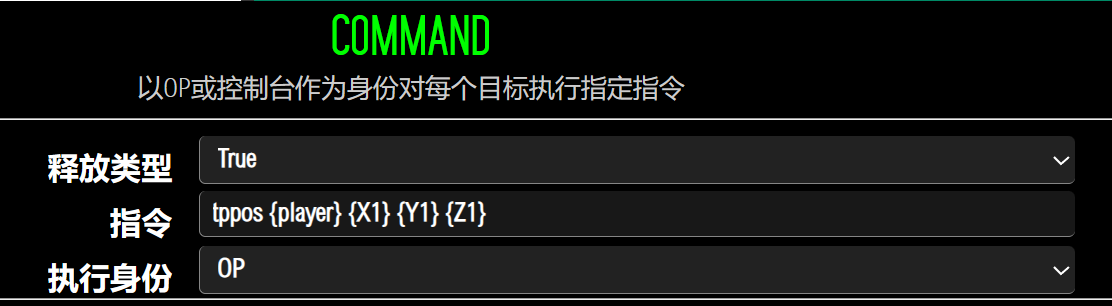 COMMAND
以OP或控制台作为身份对每个目标执行指定指令
释放类型 True
指令 tppos {player} {X1} {Y1} {Z1}
执行身份 OP